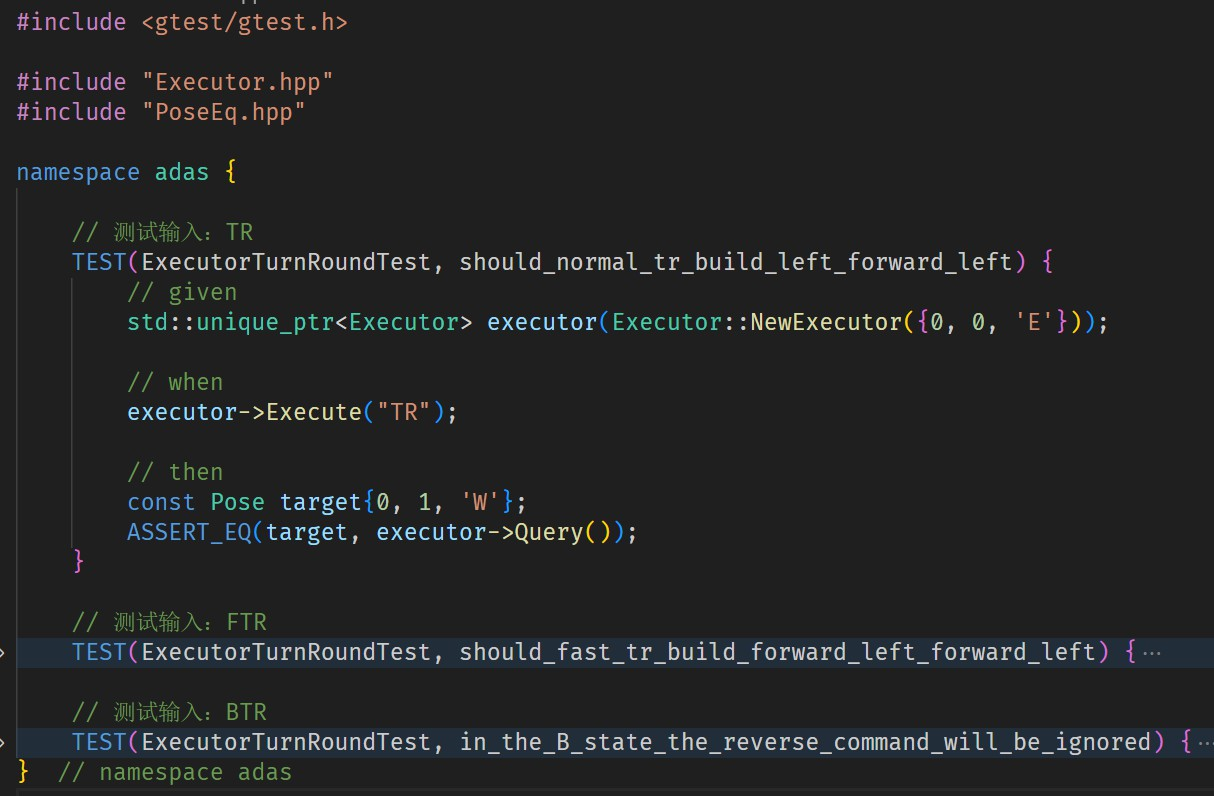 #include <gtest/gtest.h>
#include "Executor.hpp"
#include "PoseEq.hpp"
namespace adas {
// 测试输入：TR
TEST(ExecutorTurnRoundTest, should_normal_tr_build_left_forward_left) {
// given
std::unique_ptr<Executor> executor(Executor::NewExecutor({0, 0, 'E'}));
// when
executor->Execute("TR");
// then
const Pose target{0, 1, 'W'};
ASSERT_EQ(target, executor->Query());
}
// 测试输入：FTR
TEST(ExecutorTurnRoundTest, should_fast_tr_build_forward_left_forward_left) {···
// 测试输入：BTR
TEST(ExecutorTurnRoundTest, in_the_B_state_the_reverse_command_will_be_ignored) {···
} // namespace adas